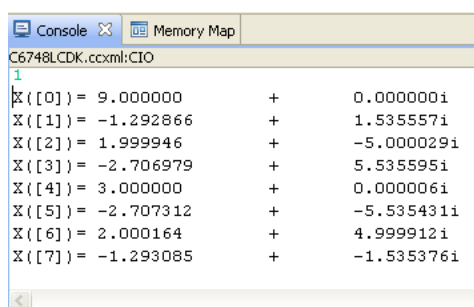 Console Memory Map
C6748LCDK.ccxml:CIO
1
X([0])= 9.000000 + 0.000000i
X([1])= -1.292866 + 1.535557i
X([2])= 1.999946 + -5.000029i
X([3])= -2.706979 + 5.535595i
X([4])= 3.000000 + 0.000006i
X([5])= -2.707312 + -5.535431i
X([6])= 2.000164 + 4.999912i
X([7])= -1.293085 + -1.535376i